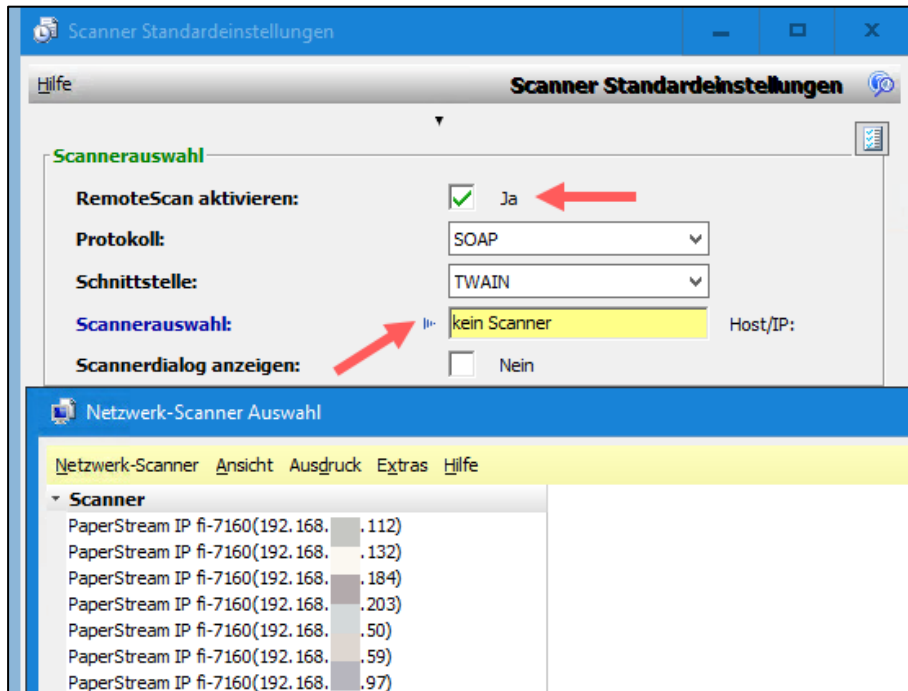 Scanner Standardeinstellungen
Hilfe Scanner Standardeinstellungen
Scannerauswahl
RemoteScan aktivieren: Ja
Protokoll: SOAP
Schnittstelle: TWAIN
Scannerauswahl: kein Scanner Host/IP:
Scannerdialog anzeigen: Nein
Netzwerk-Scanner Auswahl
Netzwerk-Scanner Ansicht Ausdruck Extras Hilfe
Scanner
PaperStream IP fi-7160(192.168. .112)
PaperStream IP fi-7160(192.168. .132)
PaperStream IP fi-7160(192.168. .184)
PaperStream IP fi-7160(192.168. .203)
PaperStream IP fi-7160(192.168. .50)
PaperStream IP fi-7160(192.168. .59)
PaperStream IP fi-7160(192.168. .97)